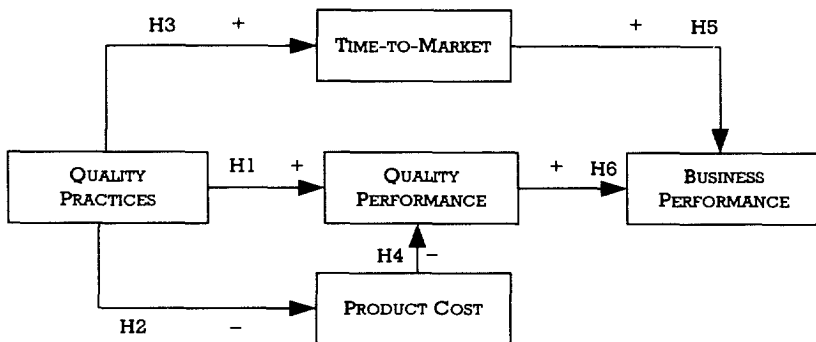 H3 +
TIME-TO-MARKET
+ H5
QUALITY
PRACTICES
H1 +
QUALITY
PERFORMANCE
+ H6
BUSINESS
PERFORMANCE
H4 –
H2 –
PRODUCT COST